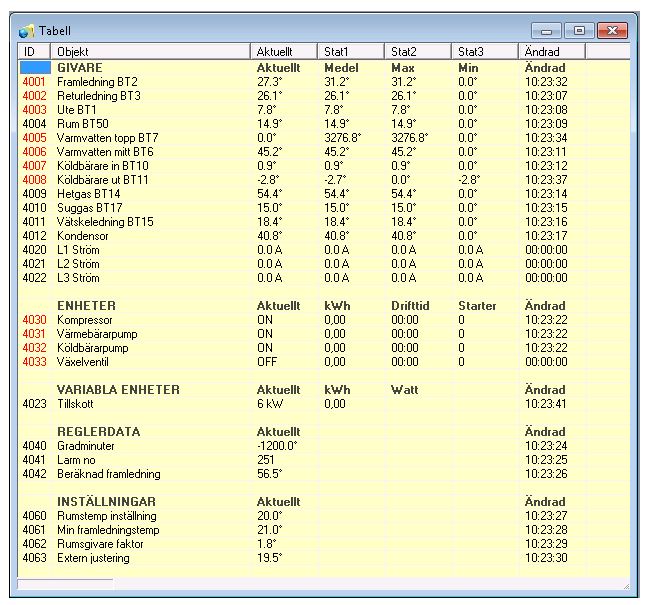 Tabell
ID Objekt Aktuellt Stat1 Stat2 Stat3 Ändrad
GIVARE Aktuellt Medel Max Min Ändrad
4001 Framledning BT2 27.3° 31.2° 31.2° 0.0° 10:23:32
4002 Returledning BT3 26.1° 26.1° 26.1° 0.0° 10:23:07
4003 Ute BT1 7.8° 7.8° 7.8° 0.0° 10:23:08
4004 Rum BT50 14.9° 14.9° 14.9° 0.0° 10:23:09
4005 Varmvatten topp BT7 0.0° 3276.8° 3276.8° 0.0° 10:23:34
4006 Varmvatten mitt BT6 45.2° 45.2° 45.2° 0.0° 10:23:11
4007 Köldbärare in BT10 0.9° 0.9° 0.9° 0.0° 10:23:12
4008 Köldbärare ut BT11 -2.8° -2.7° 0.0° -2.8° 10:23:37
4009 Hetgas BT14 54.4° 54.4° 54.4° 0.0° 10:23:14
4010 Suggas BT17 15.0° 15.0° 15.0° 0.0° 10:23:15
4011 Vätskeledning BT15 18.4° 18.4° 18.4° 0.0° 10:23:16
4012 Kondensor 40.8° 40.8° 40.8° 0.0° 10:23:17
4020 L1 Ström 0.0 A 0.0 A 0.0 A 0.0 A 00:00:00
4021 L2 Ström 0.0 A 0.0 A 0.0 A 0.0 A 00:00:00
4022 L3 Ström 0.0 A 0.0 A 0.0 A 0.0 A 00:00:00
ENHETER Aktuellt kWh Drifttid Starter Ändrad
4030 Kompressor ON 0,00 00:00 0 10:23:22
4031 Värmebärarpump ON 0,00 00:00 0 10:23:22
4032 Köldbärarpump ON 0,00 00:00 0 10:23:22
4033 Växelventil OFF 0,00 00:00 0 00:00:00
VARIABLA ENHETER Aktuellt kWh Watt Ändrad
4023 Tillskott 6 kW 0,00 10:23:41
REGLERDATA Aktuellt Ändrad
4040 Gradminuter -1200.0° 10:23:24
4041 Larm no 251 10:23:25
4042 Beräknad framledning 56.5° 10:23:26
INSTÄLLNINGAR Aktuellt Ändrad
4060 Rumstemp inställning 20.0° 10:23:27
4061 Min framledningstemp 21.0° 10:23:28
4062 Rumsgivare faktor 1.8° 10:23:29
4063 Extern justering 19.5° 10:23:30